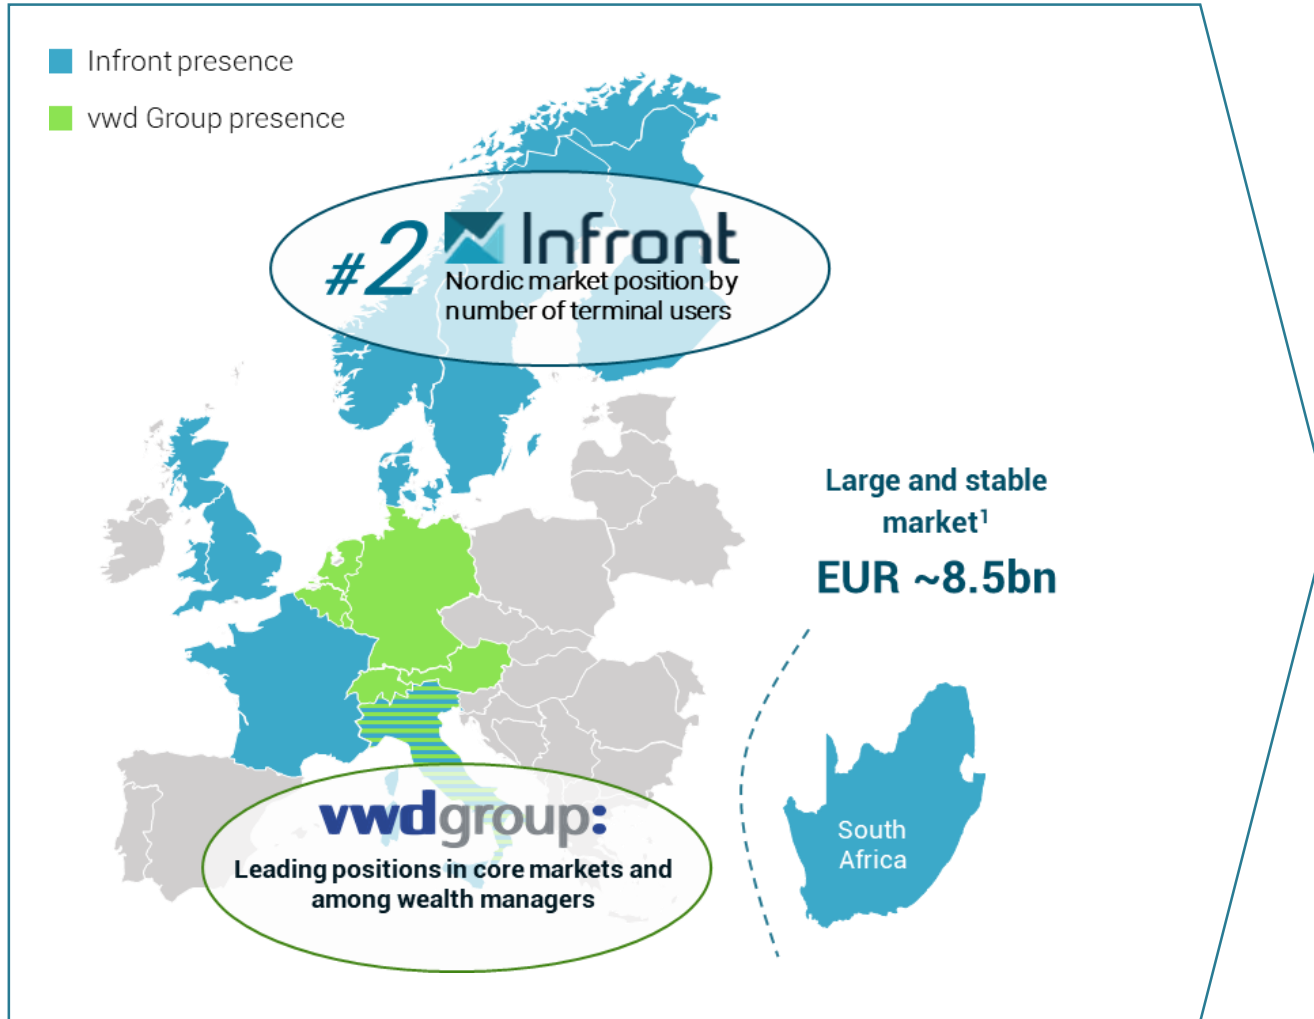 Infront presence
vwd Group presence
#2
Infront
Nordic market position by
number of terminal users
Large and stable
market¹
EUR ~8.5bn
South
Africa
vwdgroup:
Leading positions in core markets and
among wealth managers